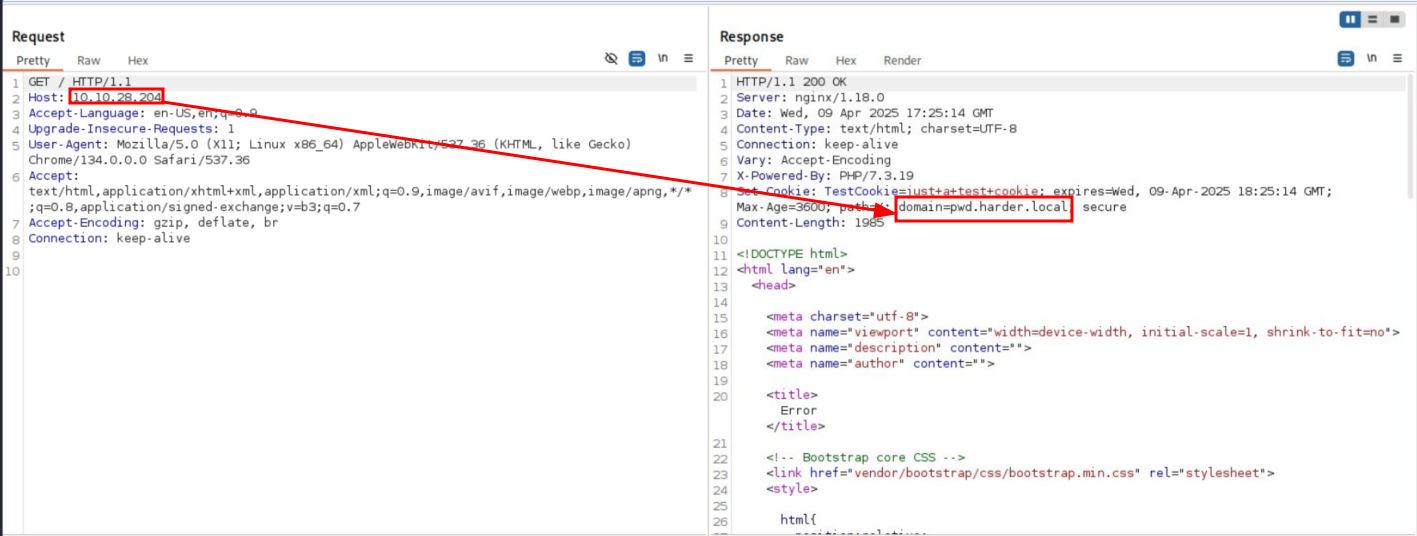 Request
Pretty Raw Hex \n
1 GET / HTTP/1.1
2 Host: 10.10.28.204
3 Accept-Language: en-US,en;q=0.9
4 Upgrade-Insecure-Requests: 1
5 User-Agent: Mozilla/5.0 (X11; Linux x86_64) AppleWebKit/537.36 (KHTML, like Gecko)
Chrome/134.0.0.0 Safari/537.36
6 Accept:
text/html,application/xhtml+xml,application/xml;q=0.9,image/avif,image/webp,image/apng,*/*
;q=0.8,application/signed-exchange;v=b3;q=0.7
7 Accept-Encoding: gzip, deflate, br
8 Connection: keep-alive
9
10
Response
Pretty Raw Hex Render \n
1 HTTP/1.1 200 OK
2 Server: nginx/1.18.0
3 Date: Wed, 09 Apr 2025 17:25:14 GMT
4 Content-Type: text/html; charset=UTF-8
5 Connection: keep-alive
6 Vary: Accept-Encoding
7 X-Powered-By: PHP/7.3.19
8 Set-Cookie: TestCookie=just+a+test+cookie; expires=Wed, 09-Apr-2025 18:25:14 GMT;
Max-Age=3600; path=/; domain=pwd.harder.local; secure
9 Content-Length: 1985
10
11 <!DOCTYPE html>
12 <html lang="en">
13 <head>
14
15 <meta charset="utf-8">
16 <meta name="viewport" content="width=device-width, initial-scale=1, shrink-to-fit=no">
17 <meta name="description" content="">
18 <meta name="author" content="">
19
20 <title>
Error
</title>
21
22 <!-- Bootstrap core CSS -->
23 <link href="vendor/bootstrap/css/bootstrap.min.css" rel="stylesheet">
24 <style>
25
26 html{